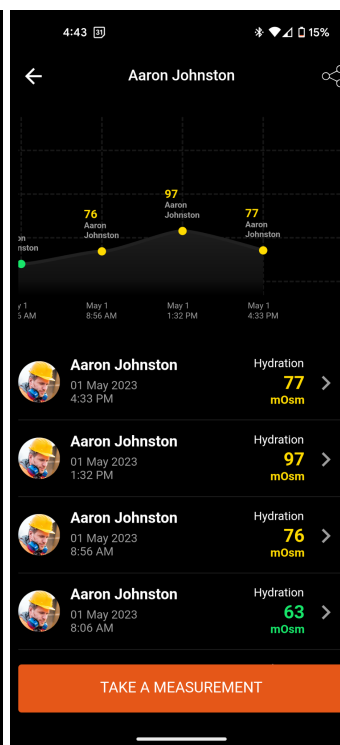 4:43 31 15%
Aaron Johnston
97
Aaron
Johnston
76
Aaron
Johnston
77
Aaron
Johnston
May 1
8:56 AM
May 1
1:32 PM
May 1
4:33 PM
Aaron Johnston
01 May 2023
4:33 PM
Hydration
77
mOsm
Aaron Johnston
01 May 2023
1:32 PM
Hydration
97
mOsm
Aaron Johnston
01 May 2023
8:56 AM
Hydration
76
mOsm
Aaron Johnston
01 May 2023
8:06 AM
Hydration
63
mOsm
TAKE A MEASUREMENT